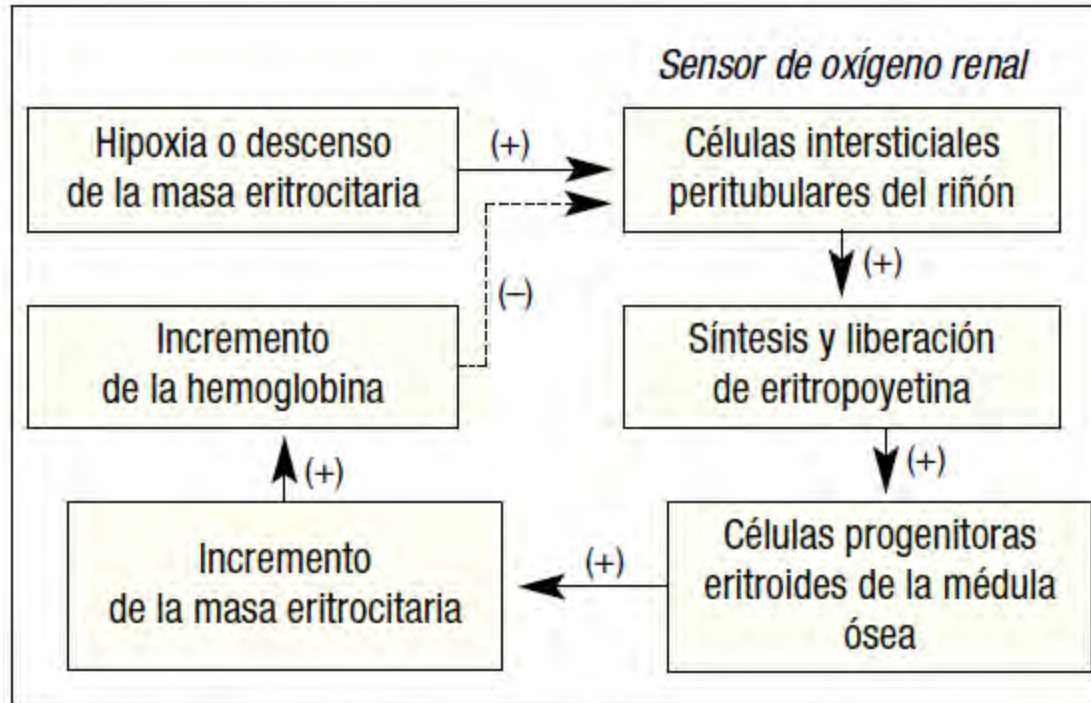 Sensor de oxígeno renal
Hipoxia o descenso
de la masa eritrocitaria
(+)
Células intersticiales
peritubulares del riñón
(+)
Síntesis y liberación
de eritropoyetina
(+)
Células progenitoras
eritroides de la médula
ósea
(+)
Incremento
de la masa eritrocitaria
(+)
Incremento
de la hemoglobina
(–)